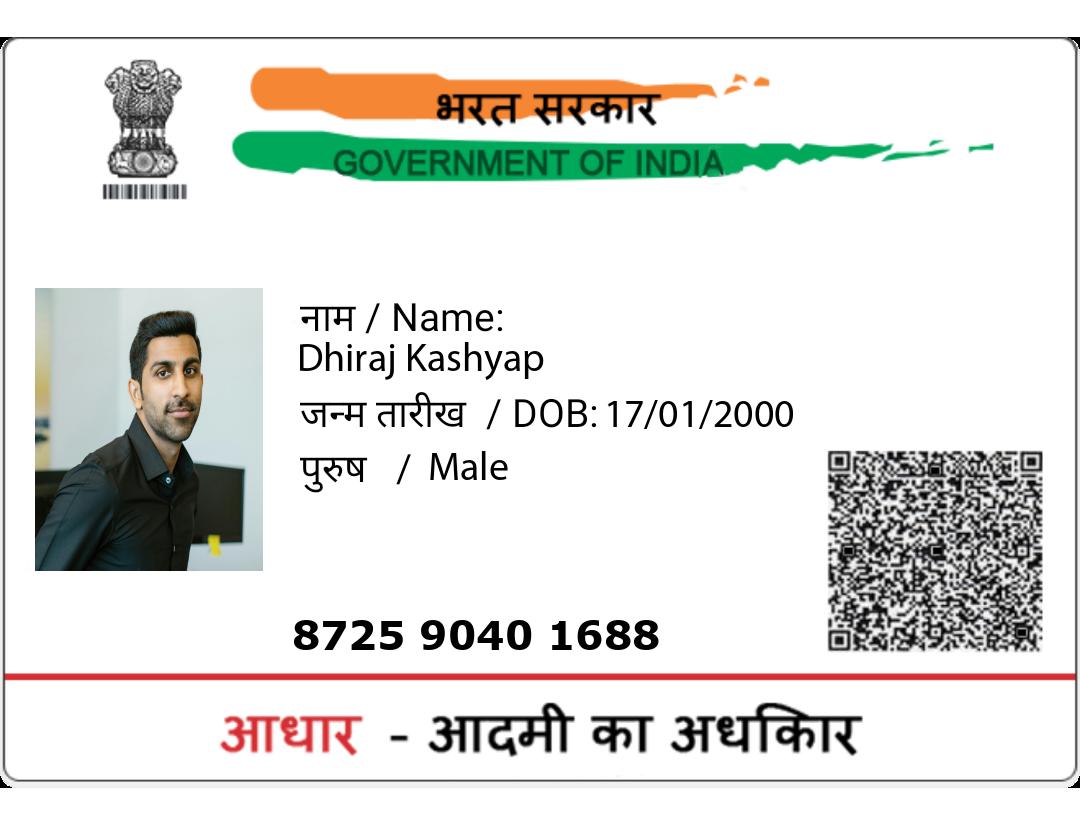 भरत सरकार
GOVERNMENT OF INDIA
नाम / Name:
Dhiraj Kashyap
जन्म तारीख / DOB: 17/01/2000
पुरुष / Male
8725 9040 1688
आधार - आदमी का अधकिार